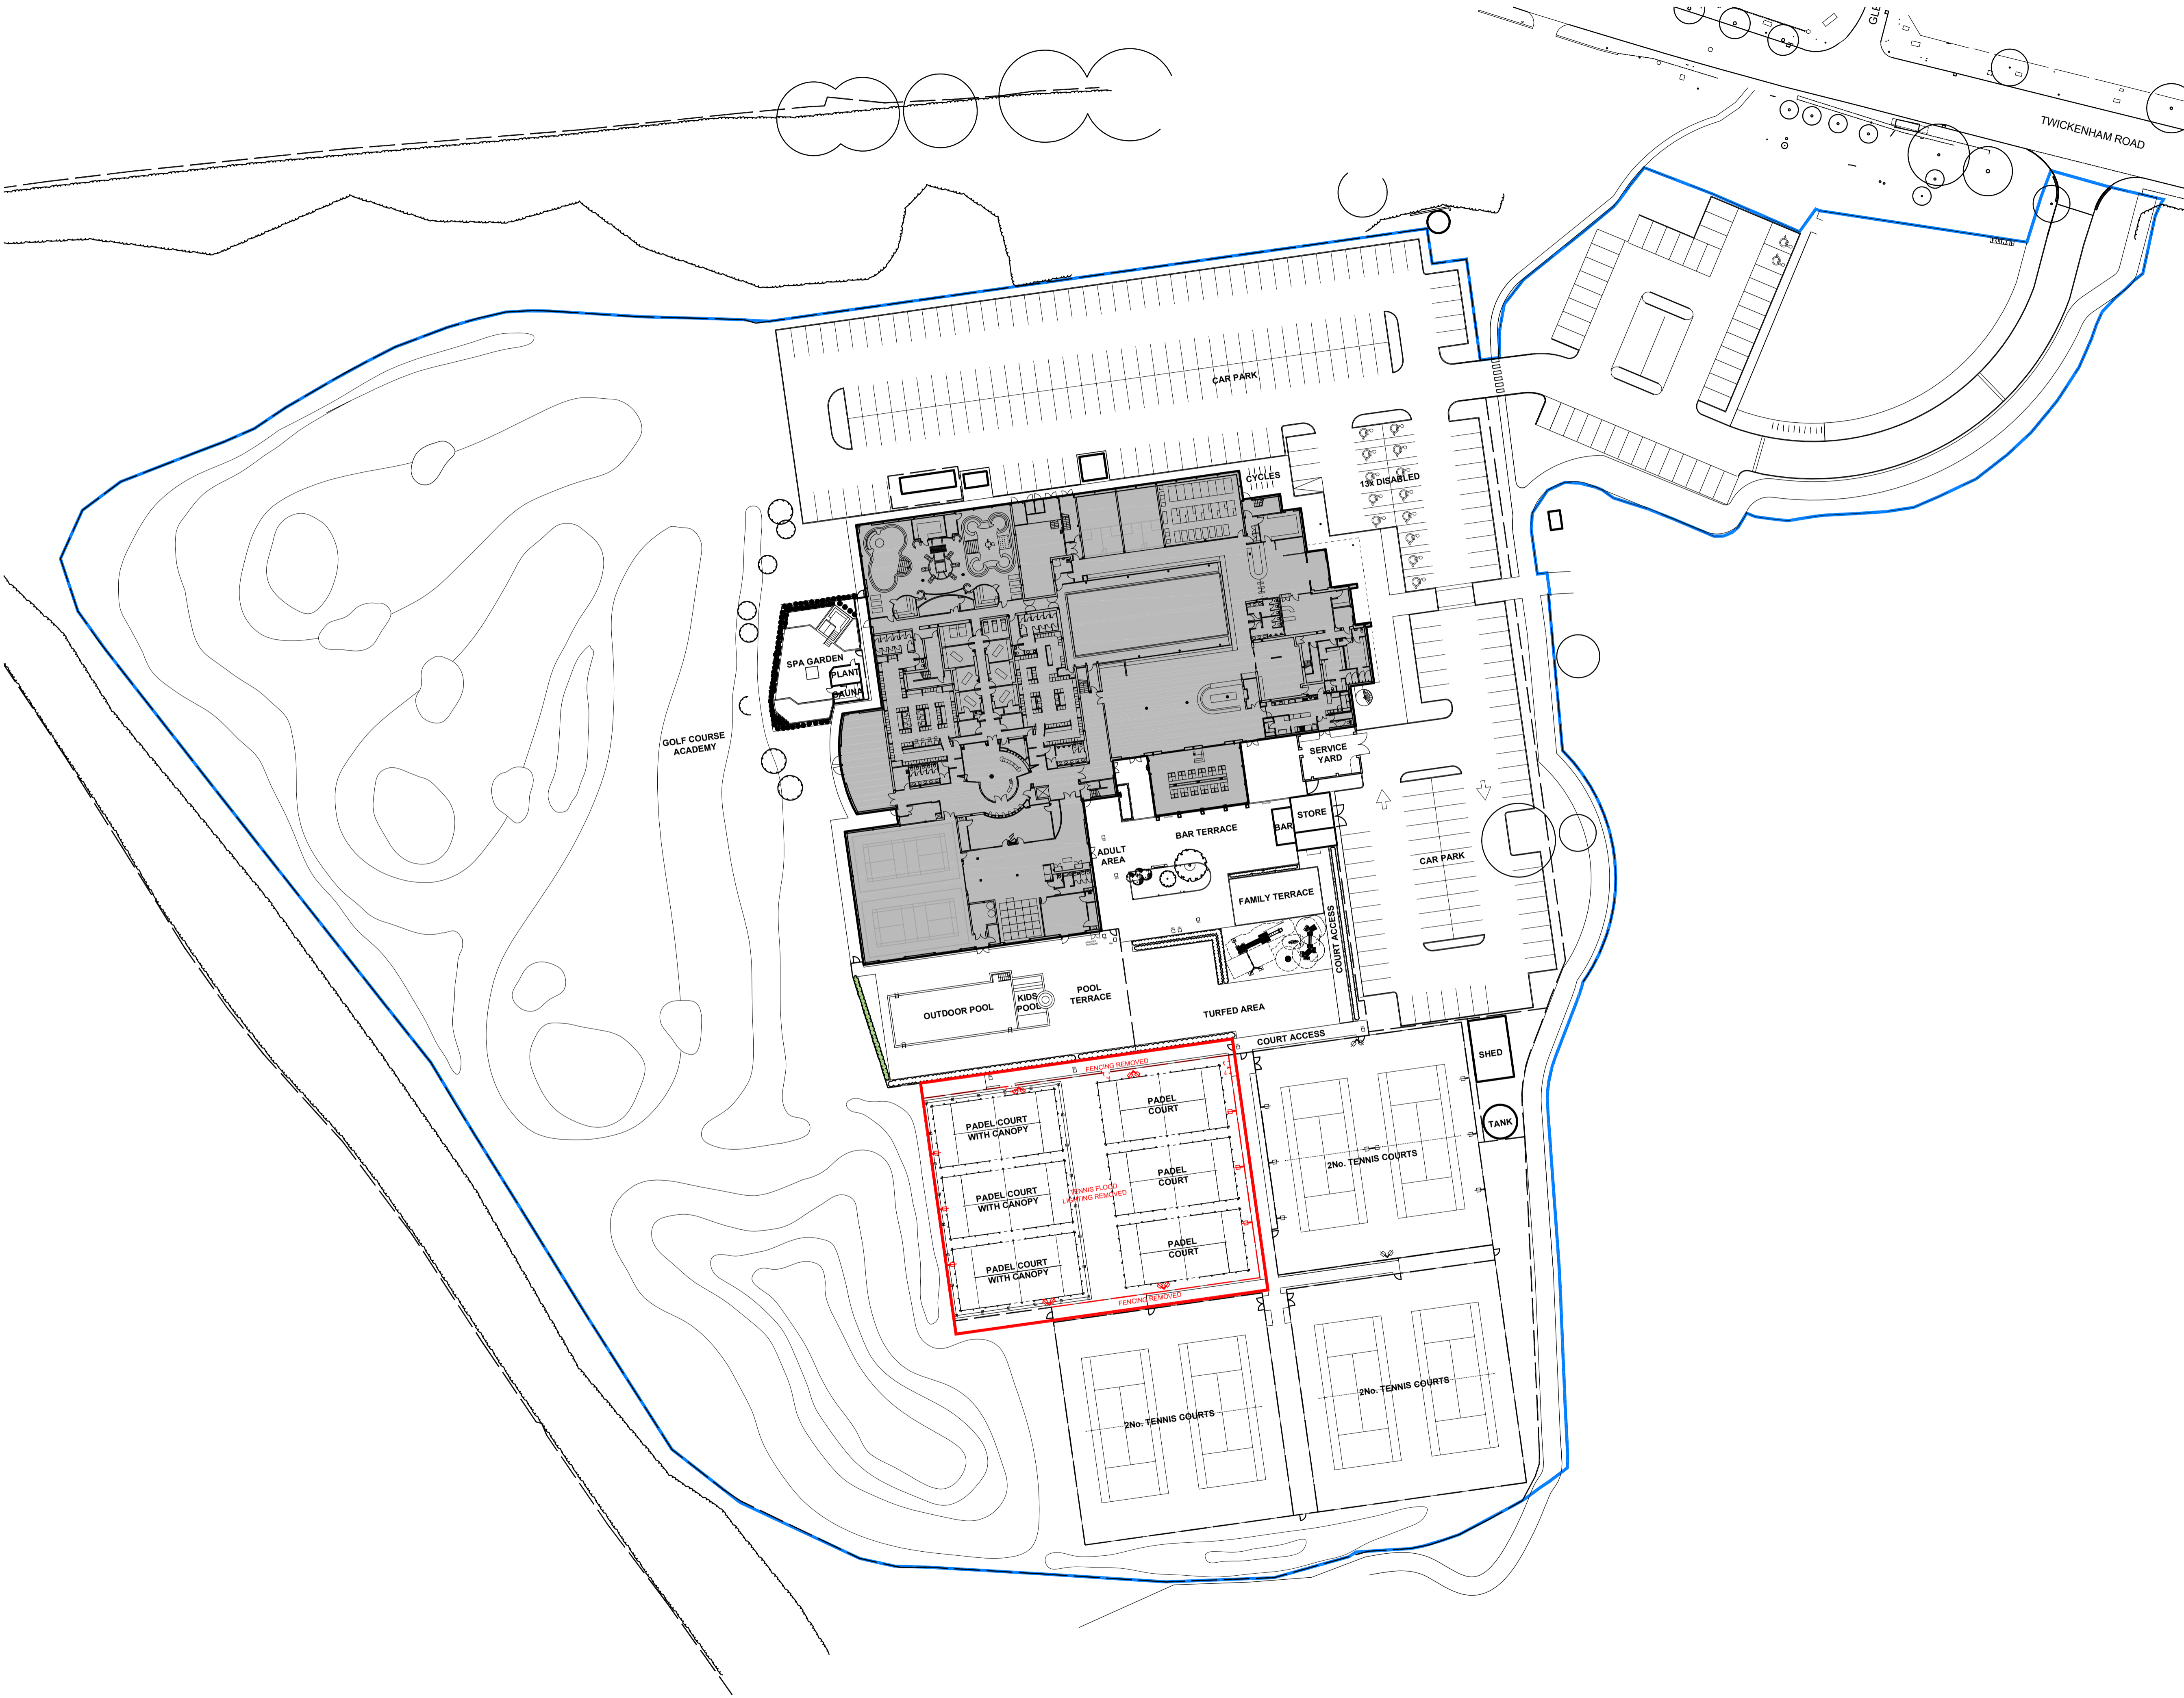 GLE
TWICKENHAM ROAD
CAR PARK
CYCLES
13x DISABLED
SPA GARDEN
PLANT
SAUNA
GOLF COURSE
ACADEMY
SERVICE
YARD
STORE
BAR
BAR TERRACE
ADULT
AREA
CAR PARK
FAMILY TERRACE
COURT ACCESS
POOL
TERRACE
KIDS
POOL
OUTDOOR POOL
TURFED AREA
COURT ACCESS
SHED
FENCING REMOVED
PADEL
COURT
PADEL COURT
WITH CANOPY
TANK
2No. TENNIS COURTS
PADEL
COURT
TENNIS FLOOD
LIGHTING REMOVED
PADEL COURT
WITH CANOPY
PADEL
COURT
PADEL COURT
WITH CANOPY
FENCING REMOVED
2No. TENNIS COURTS
2No. TENNIS COURTS